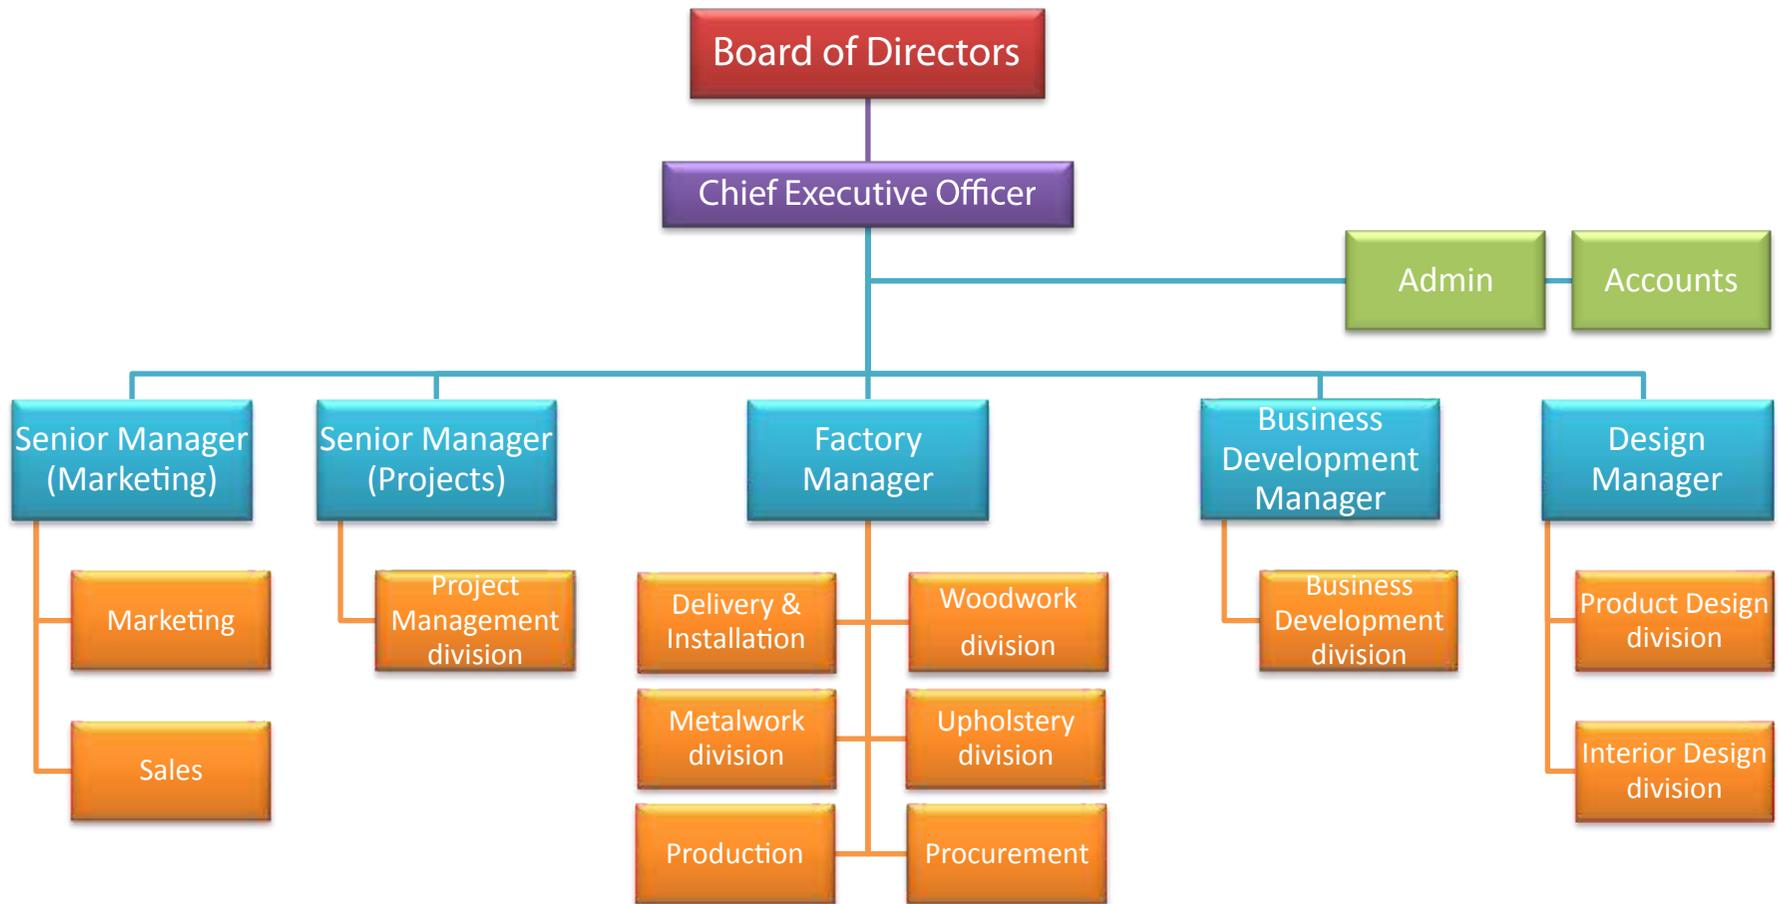 Board of Directors
Chief Executive Officer
Admin
Accounts
Senior Manager
(Marketing)
Senior Manager
(Projects)
Factory
Manager
Business
Development
Manager
Design
Manager
Marketing
Sales
Project
Management
division
Delivery &
Installation
Woodwork
division
Metalwork
division
Upholstery
division
Production
Procurement
Business
Development
division
Product Design
division
Interior Design
division